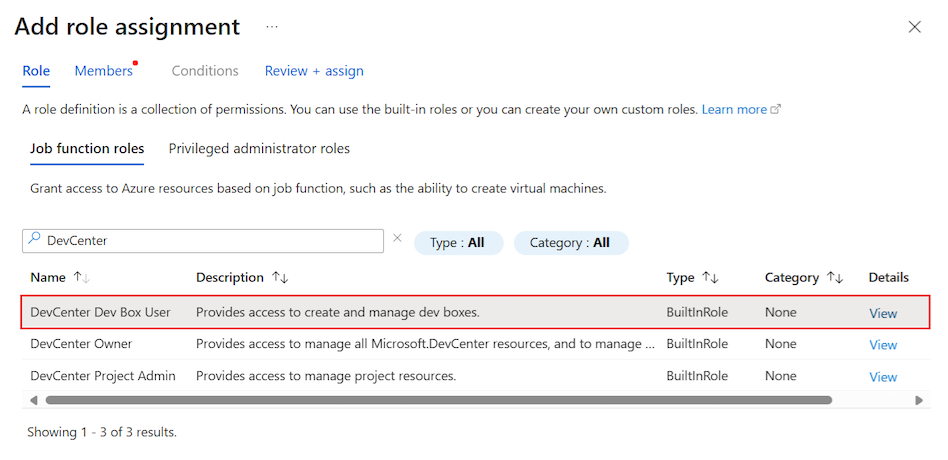 Add role assignment ...
Role Members Conditions Review + assign
A role definition is a collection of permissions. You can use the built-in roles or you can create your own custom roles. Learn more
Job function roles Privileged administrator roles
Grant access to Azure resources based on job function, such as the ability to create virtual machines.
DevCenter Type : All Category : All
Name ↑↓ Description ↑↓ Type ↑↓ Category ↑↓ Details
DevCenter Dev Box User Provides access to create and manage dev boxes. BuiltInRole None View
DevCenter Owner Provides access to manage all Microsoft.DevCenter resources, and to manage ... BuiltInRole None View
DevCenter Project Admin Provides access to manage project resources. BuiltInRole None View
Showing 1 - 3 of 3 results.